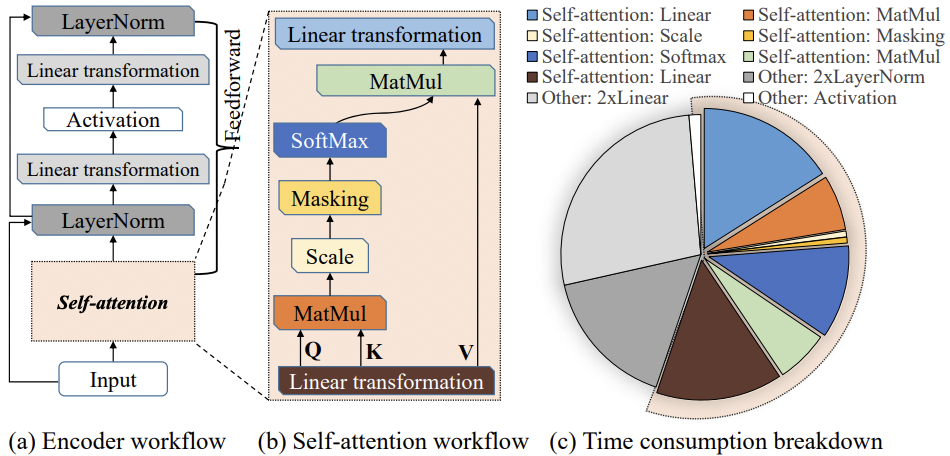 LayerNorm
Linear transformation
Activation
Linear transformation
LayerNorm
Self-attention
Input
Feedforward
(a) Encoder workflow
Linear transformation
MatMul
SoftMax
Masking
Scale
MatMul
Q
K
V
Linear transformation
(b) Self-attention workflow
Self-attention: Linear
Self-attention: MatMul
Self-attention: Scale
Self-attention: Masking
Self-attention: Softmax
Self-attention: MatMul
Self-attention: Linear
Other: 2xLayerNorm
Other: 2xLinear
Other: Activation
(c) Time consumption breakdown